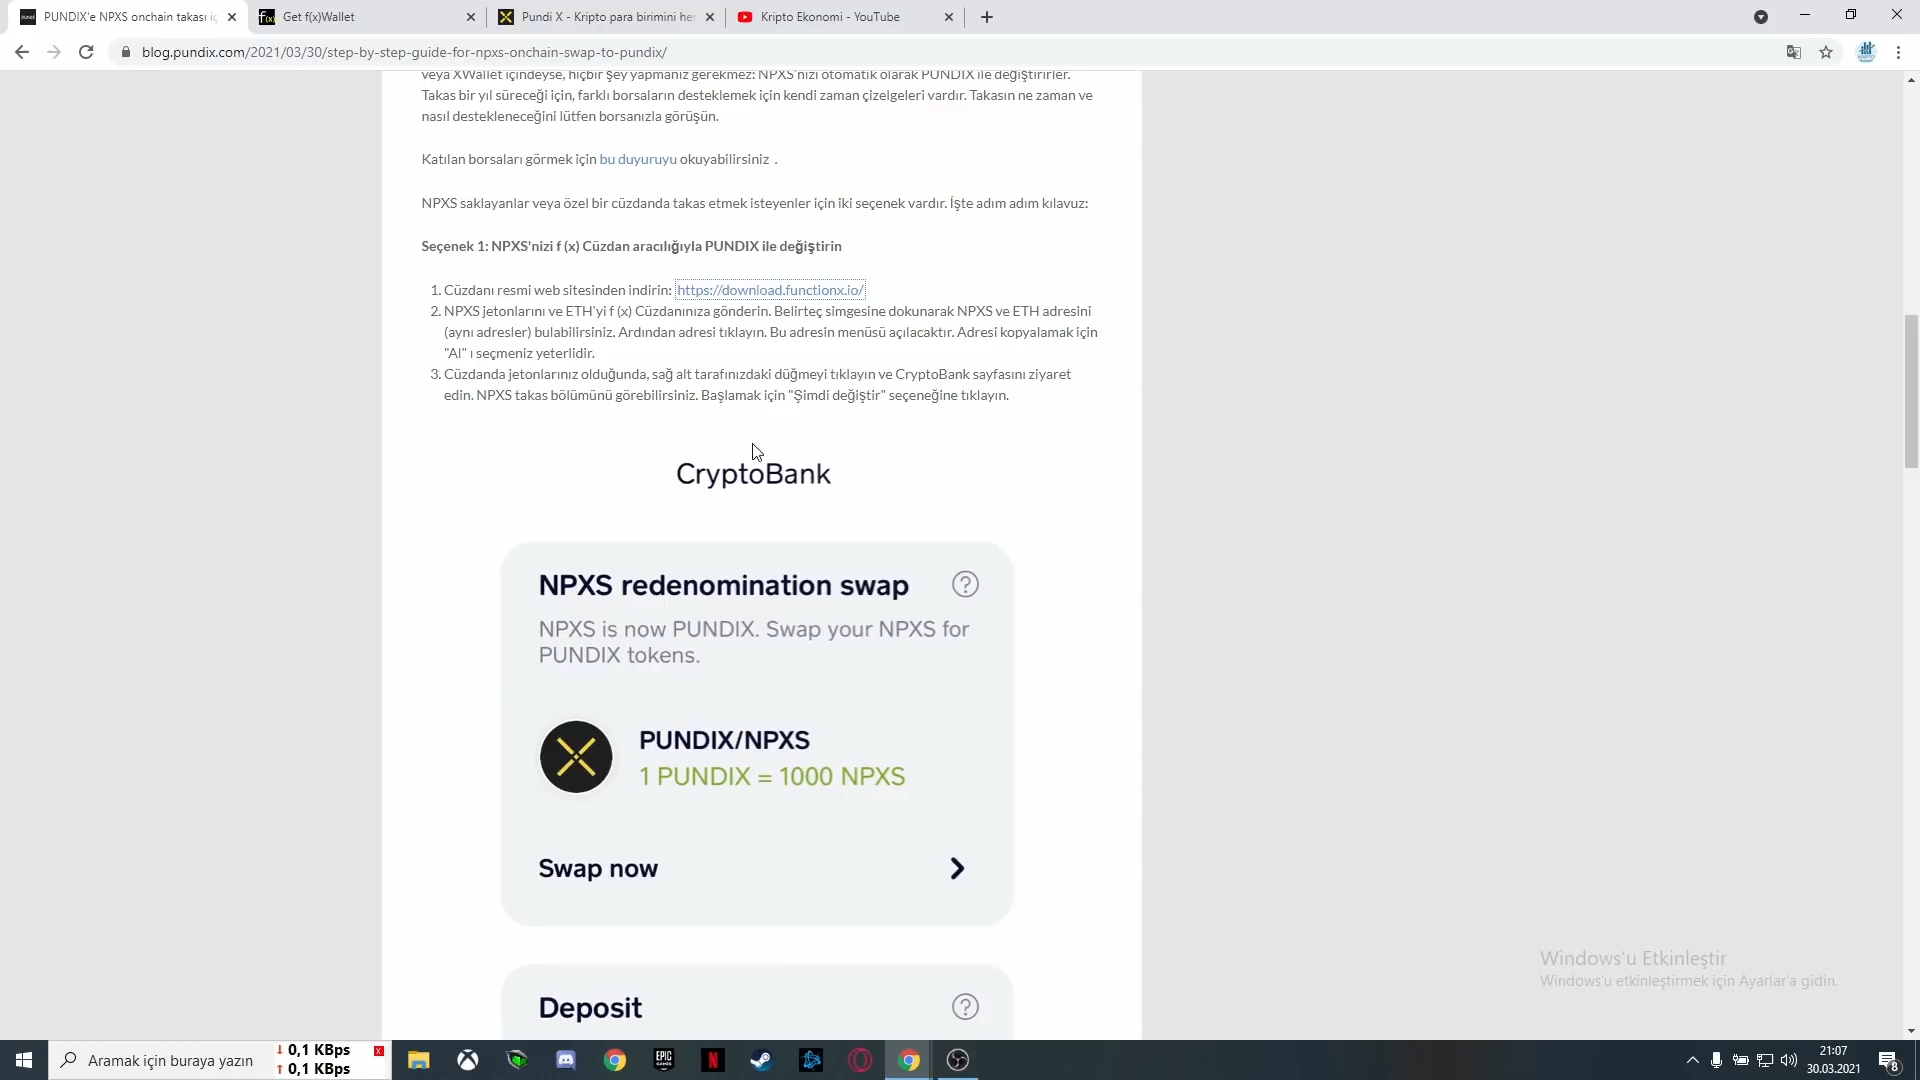 PUNDIX'e NPXS onchain takası iç
Get f(x)Wallet
Pundi X - Kripto para birimini her
Kripto Ekonomi - YouTube
blog.pundix.com/2021/03/30/step-by-step-guide-for-npxs-onchain-swap-to-pundix/
veya XWallet içindeyse, hiçbir şey yapmanız gerekmez: NPXS'nizi otomatik olarak PUNDIX ile değiştirirler.
Takas bir yıl süreceği için, farklı borsaların desteklemek için kendi zaman çizelgeleri vardır. Takasın ne zaman ve
nasıl destekleneceğini lütfen borsanızla görüşün.
Katılan borsaları görmek için bu duyuruyu okuyabilirsiniz .
NPXS saklayanlar veya özel bir cüzdanda takas etmek isteyenler için iki seçenek vardır. İşte adım adım kılavuz:
Seçenek 1: NPXS'nizi f (x) Cüzdan aracılığıyla PUNDIX ile değiştirin
1. Cüzdanı resmi web sitesinden indirin: https://download.functionx.io/
2. NPXS jetonlarını ve ETH'yi f (x) Cüzdanınıza gönderin. Belirteç simgesine dokunarak NPXS ve ETH adresini
(aynı adresler) bulabilirsiniz. Ardından adresi tıklayın. Bu adresin menüsü açılacaktır. Adresi kopyalamak için
"Al" ı seçmeniz yeterlidir.
3. Cüzdanda jetonlarınız olduğunda, sağ alt tarafınızdaki düğmeyi tıklayın ve CryptoBank sayfasını ziyaret
edin. NPXS takas bölümünü görebilirsiniz. Başlamak için "Şimdi değiştir" seçeneğine tıklayın.
CryptoBank
NPXS redenomination swap
NPXS is now PUNDIX. Swap your NPXS for
PUNDIX tokens.
PUNDIX/NPXS
1 PUNDIX = 1000 NPXS
Swap now
Deposit
Windows'u Etkinleştir
Windows'u etkinleştirmek için Ayarlar'a gidin.
Aramak için buraya yazın
↓ 0,1 KBps
↑ 0,1 KBps
EPIC GAMES
21:07
30.03.2021
8